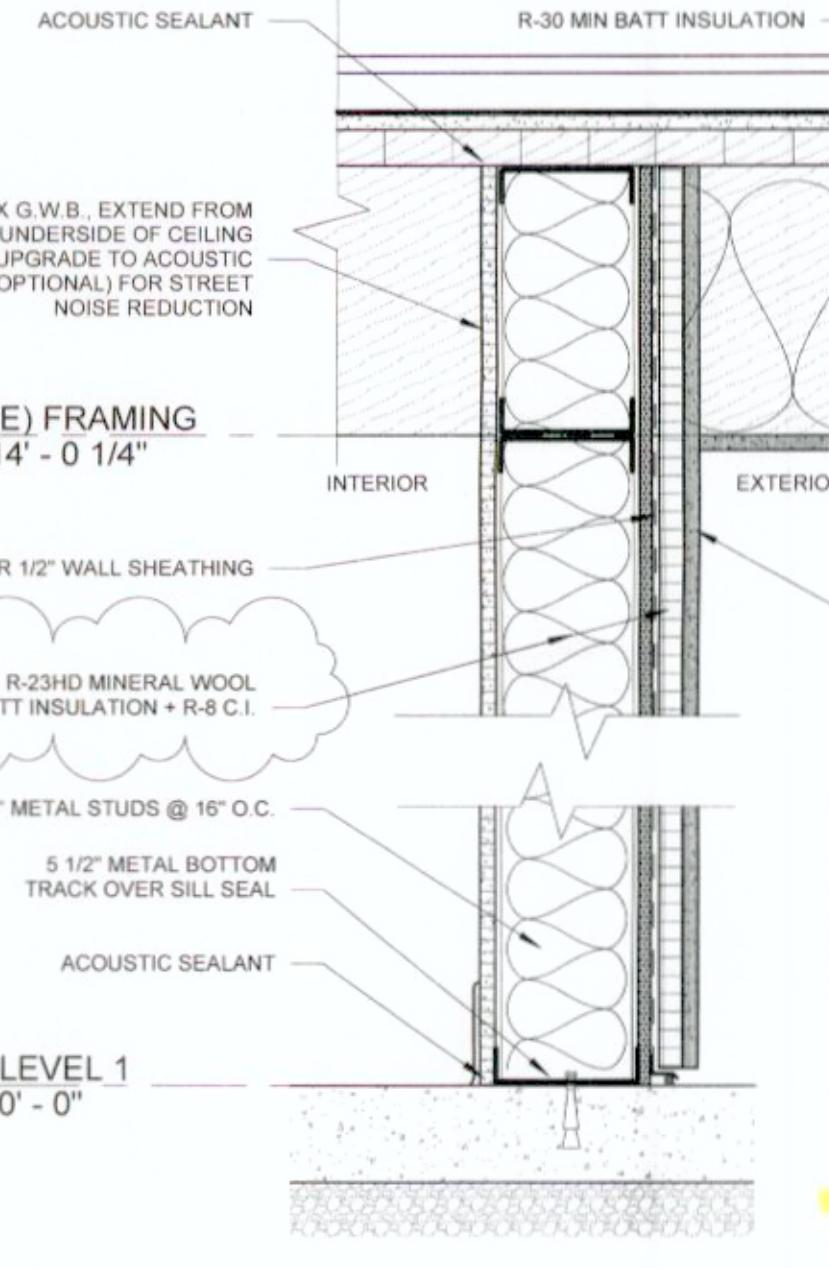 ACOUSTIC SEALANT
R-30 MIN BATT INSULATION
X G.W.B., EXTEND FROM
UNDERSIDE OF CEILING
UPGRADE TO ACOUSTIC
OPTIONAL) FOR STREET
NOISE REDUCTION
E) FRAMING
14' - 0 1/4"
INTERIOR
EXTERIO
R 1/2" WALL SHEATHING
R-23HD MINERAL WOOL
TT INSULATION + R-8 C.I.
" METAL STUDS @ 16" O.C.
5 1/2" METAL BOTTOM
TRACK OVER SILL SEAL
ACOUSTIC SEALANT
LEVEL 1
0' - 0"